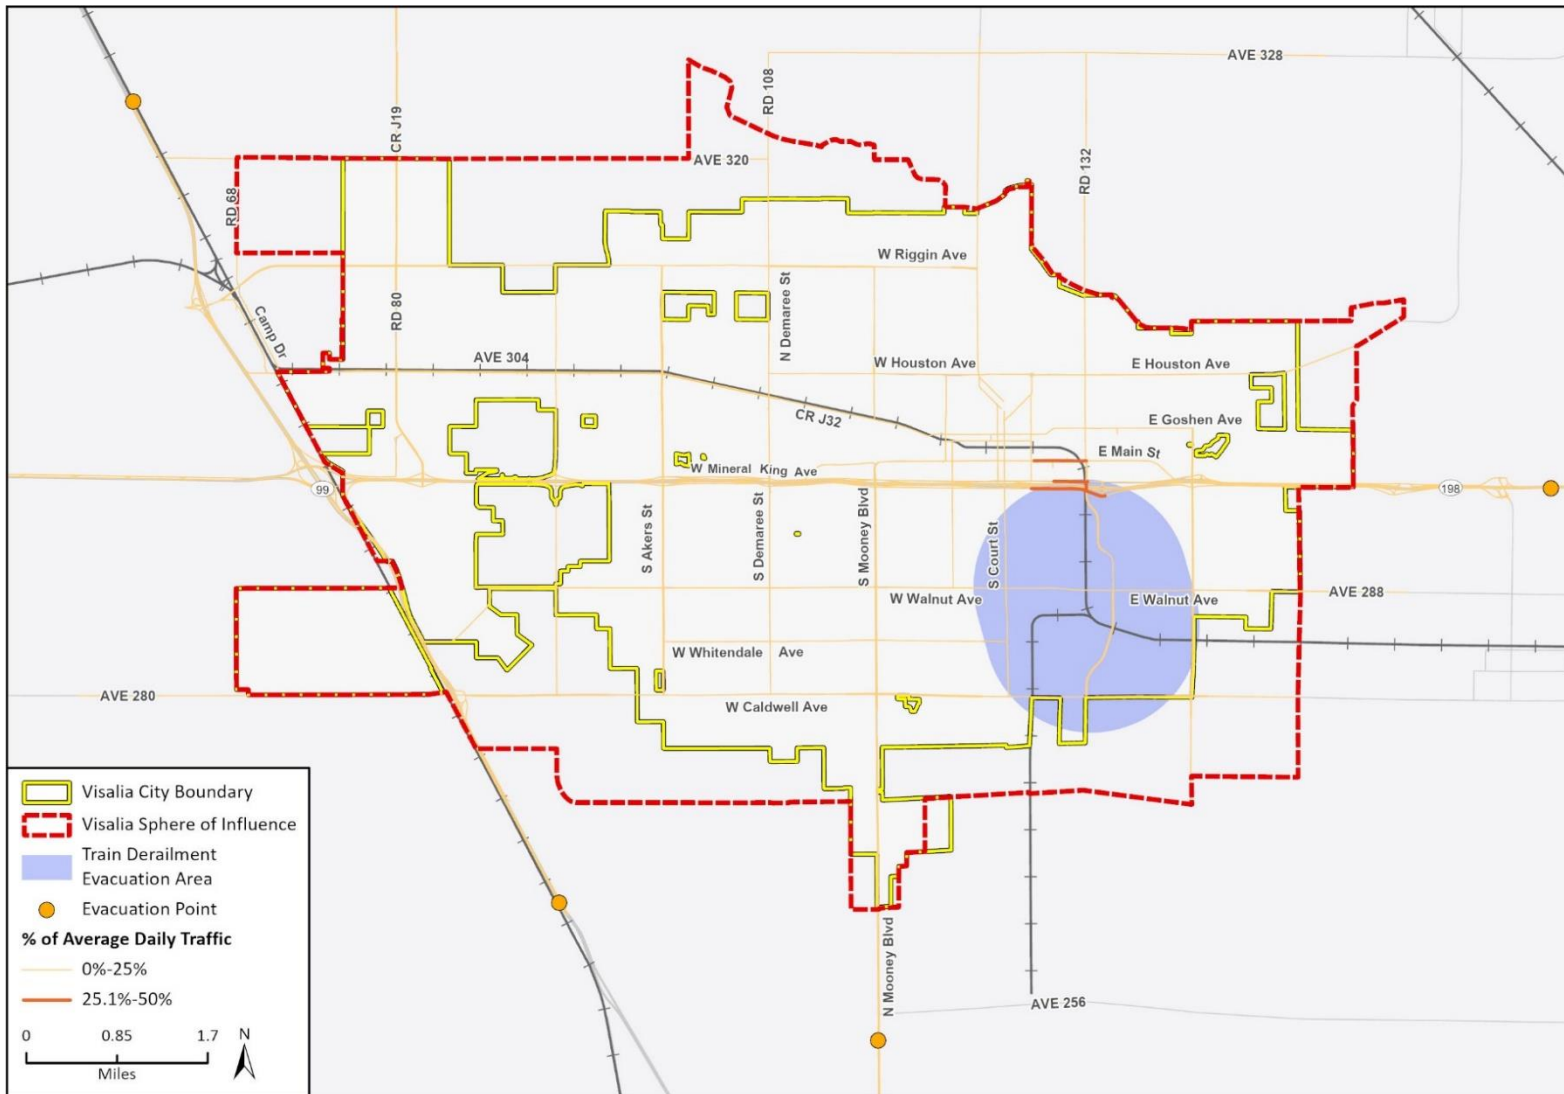 AVE 328
RD 108
CR J19
RD 132
AVE 320
RD 68
W Riggin Ave
N Demaree St
RD 80
Camp Dr
AVE 304
W Houston Ave
E Houston Ave
CR J32
E Goshen Ave
E Main St
W Mineral King Ave
99
198
S Akers St
S Demaree St
S Mooney Blvd
S Court St
W Walnut Ave
E Walnut Ave
AVE 288
W Whitendale Ave
AVE 280
W Caldwell Ave
N Mooney Blvd
AVE 256
Visalia City Boundary
Visalia Sphere of Influence
Train Derailment
Evacuation Area
Evacuation Point
% of Average Daily Traffic
0%-25%
25.1%-50%
0 0.85 1.7
Miles
N